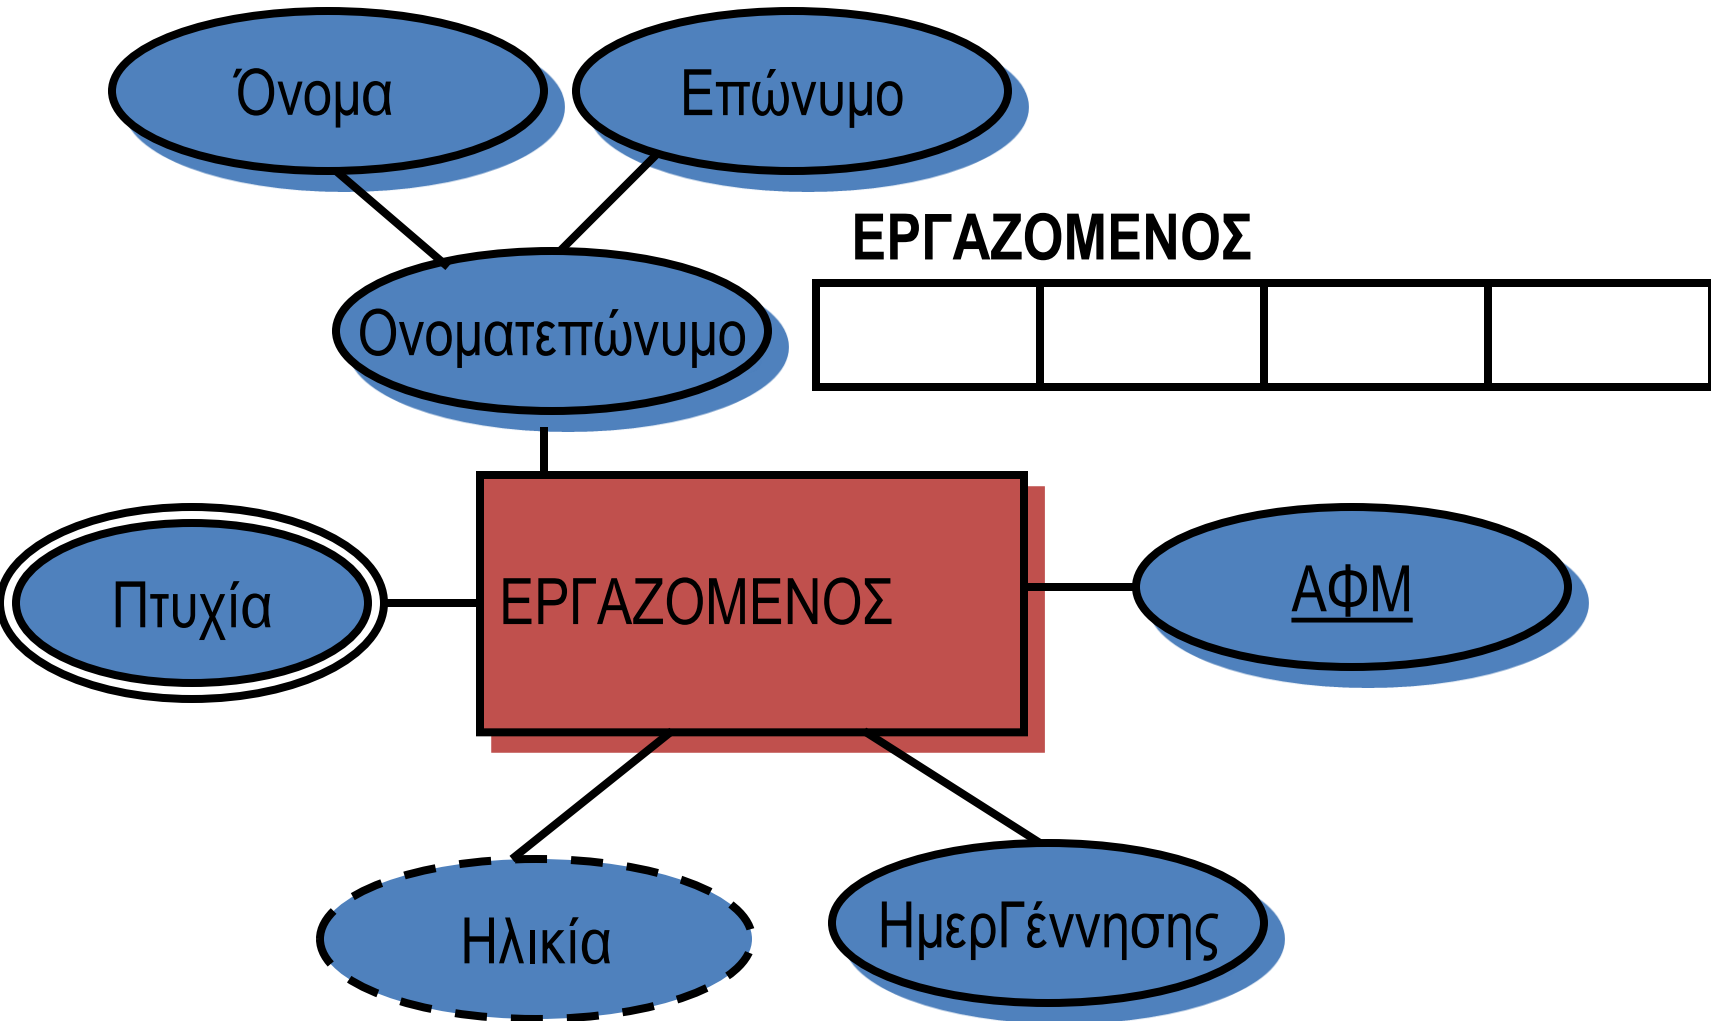 Όνομα
Επώνυμο
ΕΡΓΑΖΟΜΕΝΟΣ
Ονοματεπώνυμο
Πτυχία
ΕΡΓΑΖΟΜΕΝΟΣ
ΑΦΜ
Ηλικία
ΗμερΓέννησης